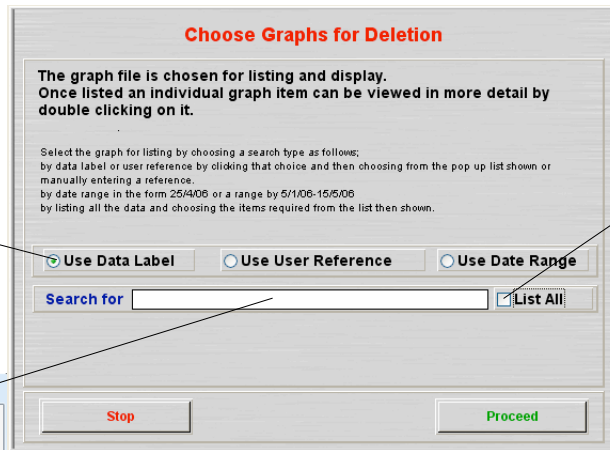 Choose Graphs for Deletion
The graph file is chosen for listing and display.
Once listed an individual graph item can be viewed in more detail by
double clicking on it.
Select the graph for listing by choosing a search type as follows;
by data label or user reference by clicking that choice and then choosing from the pop up list shown or
manually entering a reference.
by date range in the form 25/4/06 or a range by 5/1/06-15/5/06
by listing all the data and choosing the items required from the list then shown.
Use Data Label Use User Reference Use Date Range
Search for List All
Stop Proceed